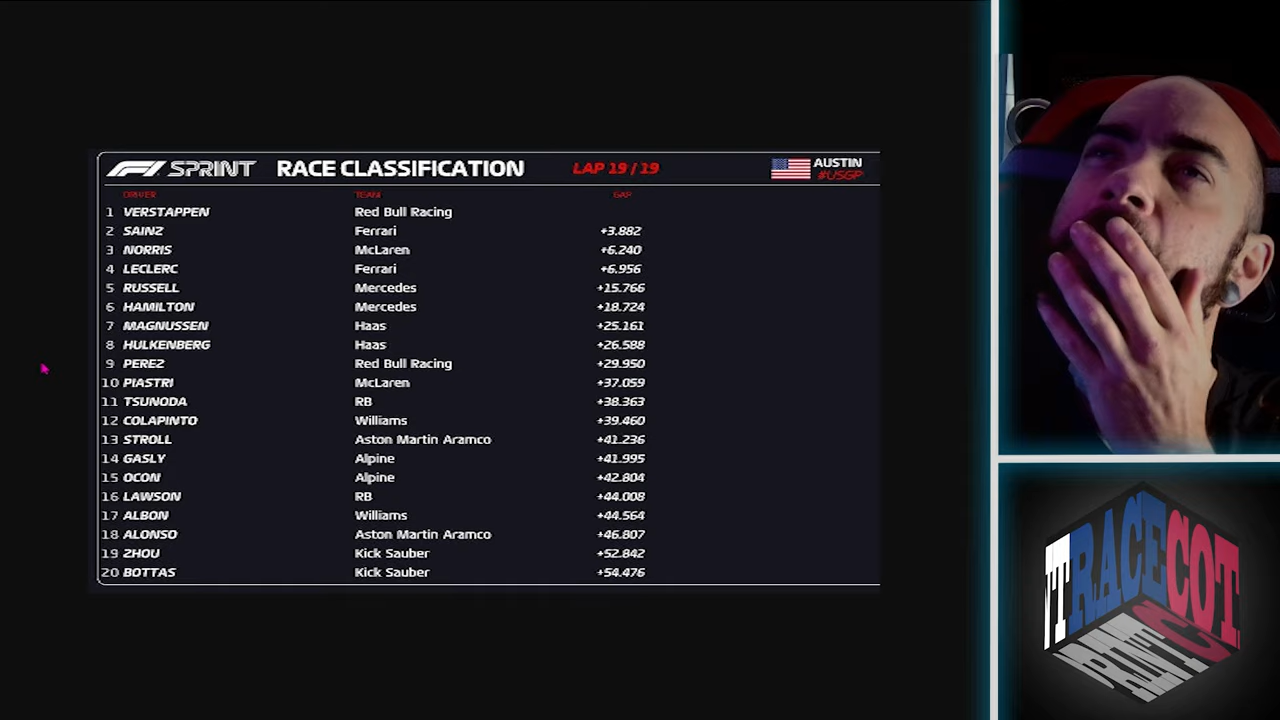 F1 SPRINT RACE CLASSIFICATION LAP 19 / 19 AUSTIN #USGP
DRIVER TEAM GAP
1 VERSTAPPEN Red Bull Racing
2 SAINZ Ferrari +3.882
3 NORRIS McLaren +6.240
4 LECLERC Ferrari +6.956
5 RUSSELL Mercedes +15.766
6 HAMILTON Mercedes +18.724
7 MAGNUSSEN Haas +25.161
8 HULKENBERG Haas +26.588
9 PEREZ Red Bull Racing +29.950
10 PIASTRI McLaren +37.059
11 TSUNODA RB +38.363
12 COLAPINTO Williams +39.460
13 STROLL Aston Martin Aramco +41.236
14 GASLY Alpine +41.995
15 OCON Alpine +42.804
16 LAWSON RB +44.008
17 ALBON Williams +44.564
18 ALONSO Aston Martin Aramco +46.807
19 ZHOU Kick Sauber +52.842
20 BOTTAS Kick Sauber +54.476
RACE